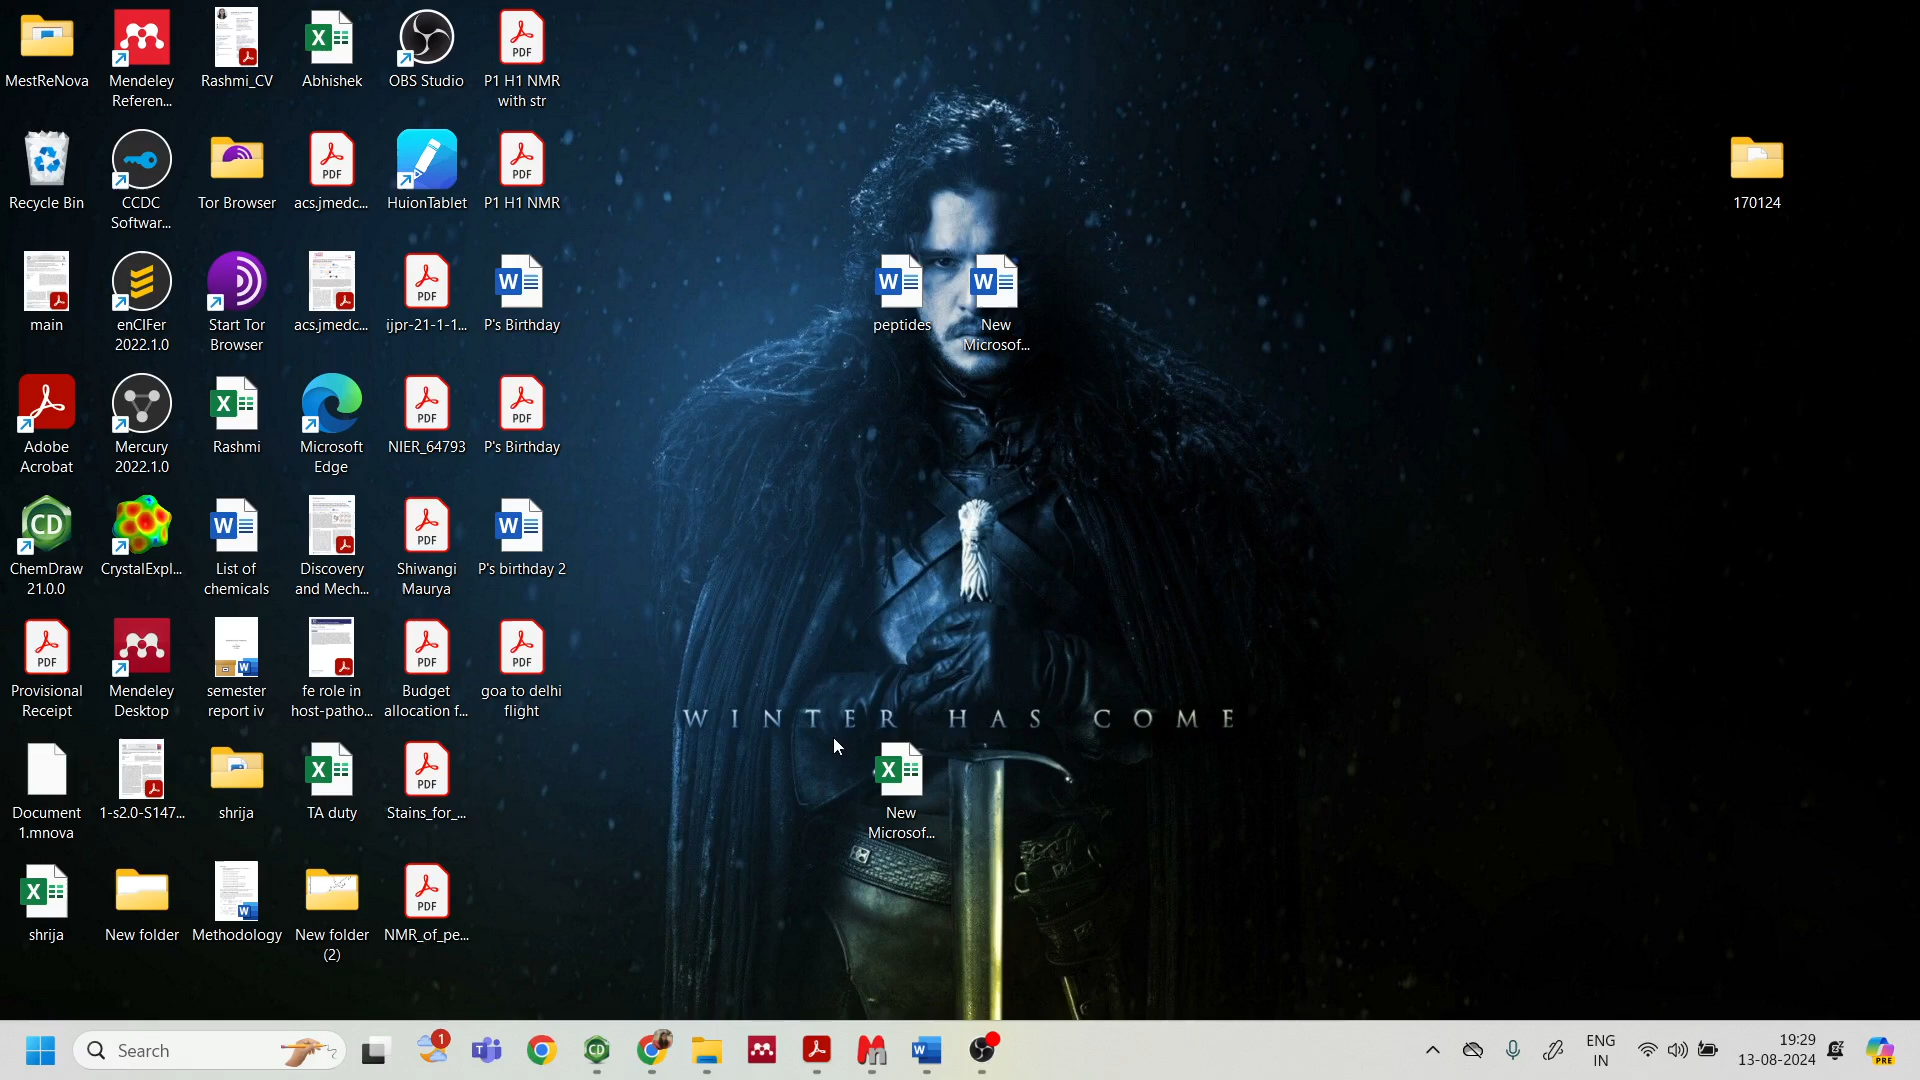 MestReNova
Mendeley
Referen...
Rashmi_CV
Abhishek
OBS Studio
P1 H1 NMR
with str
Recycle Bin
CCDC
Softwar...
Tor Browser
acs.jmedc...
HuionTablet
P1 H1 NMR
170124
main
enCIFer
2022.1.0
Start Tor
Browser
acs.jmedc...
ijpr-21-1-1...
P's Birthday
peptides
New
Microsof...
Adobe
Acrobat
Mercury
2022.1.0
Rashmi
Microsoft
Edge
NIER_64793
P's Birthday
ChemDraw
21.0.0
CrystalExpl...
List of
chemicals
Discovery
and Mech...
Shiwangi
Maurya
P's birthday 2
Provisional
Receipt
Mendeley
Desktop
semester
report iv
fe role in
host-patho...
Budget
allocation f...
goa to delhi
flight
WINTER HAS COME
Document
1.mnova
1-s2.0-S147...
shrija
TA duty
Stains_for_...
New
Microsof...
shrija
New folder
Methodology
New folder
(2)
NMR_of_pe...
Search
1
ENG
IN
19:29
13-08-2024
PRE